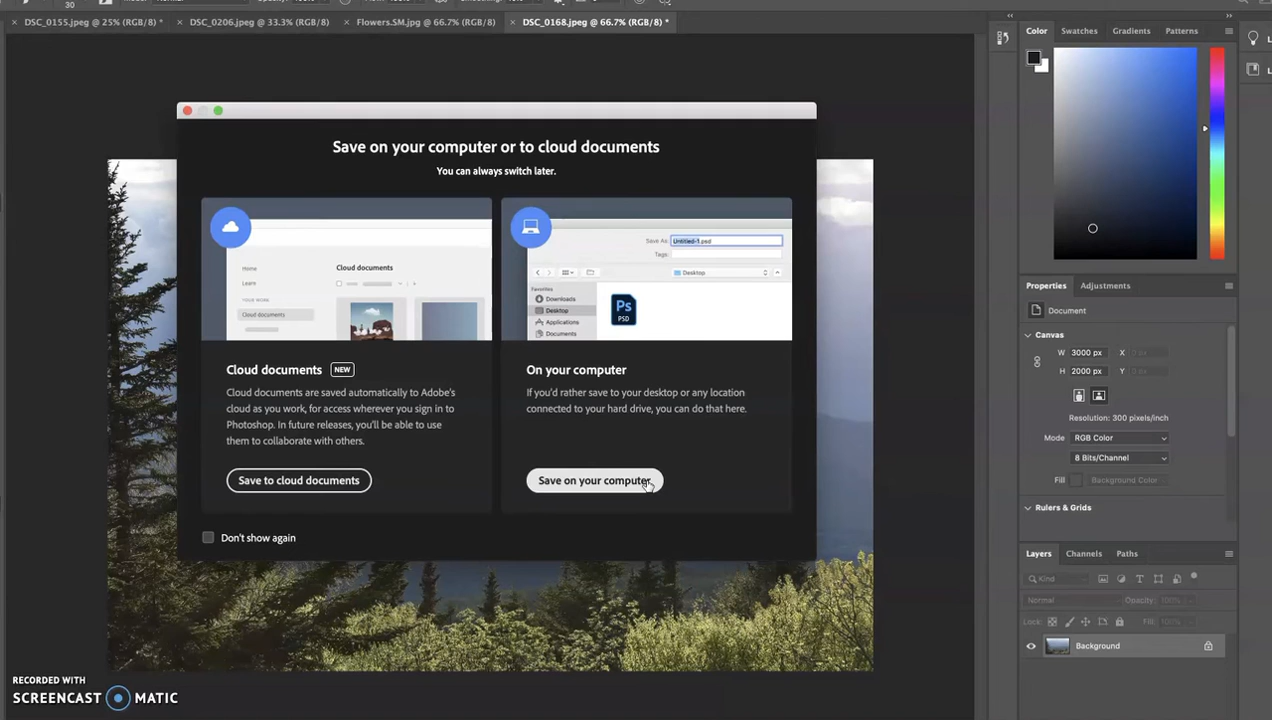 30
DSC_0155.jpeg @ 25% (RGB/8) *
DSC_0206.jpeg @ 33.3% (RGB/8)
Flowers.SM.jpg @ 66.7% (RGB/8)
DSC_0168.jpeg @ 66.7% (RGB/8) *
Color Swatches Gradients Patterns
Save on your computer or to cloud documents
You can always switch later.
Home
Learn
YOUR WORK
Cloud documents
Cloud documents
Save As: Untitled-1.psd
Tags:
Desktop
Favorites
Downloads
Desktop
Applications
Documents
Ps
PSD
Cloud documents NEW
Cloud documents are saved automatically to Adobe's
cloud as you work, for access wherever you sign in to
Photoshop. In future releases, you'll be able to use
them to collaborate with others.
Save to cloud documents
On your computer
If you'd rather save to your desktop or any location
connected to your hard drive, you can do that here.
Save on your computer
Don't show again
Properties Adjustments
Document
Canvas
W 3000 px X
H 2000 px Y
Resolution: 300 pixels/inch
Mode RGB Color
8 Bits/Channel
Fill Background Color
Rulers & Grids
Layers Channels Paths
Kind
Normal Opacity: 100%
Lock: Fill: 100%
Background
RECORDED WITH
SCREENCAST MATIC